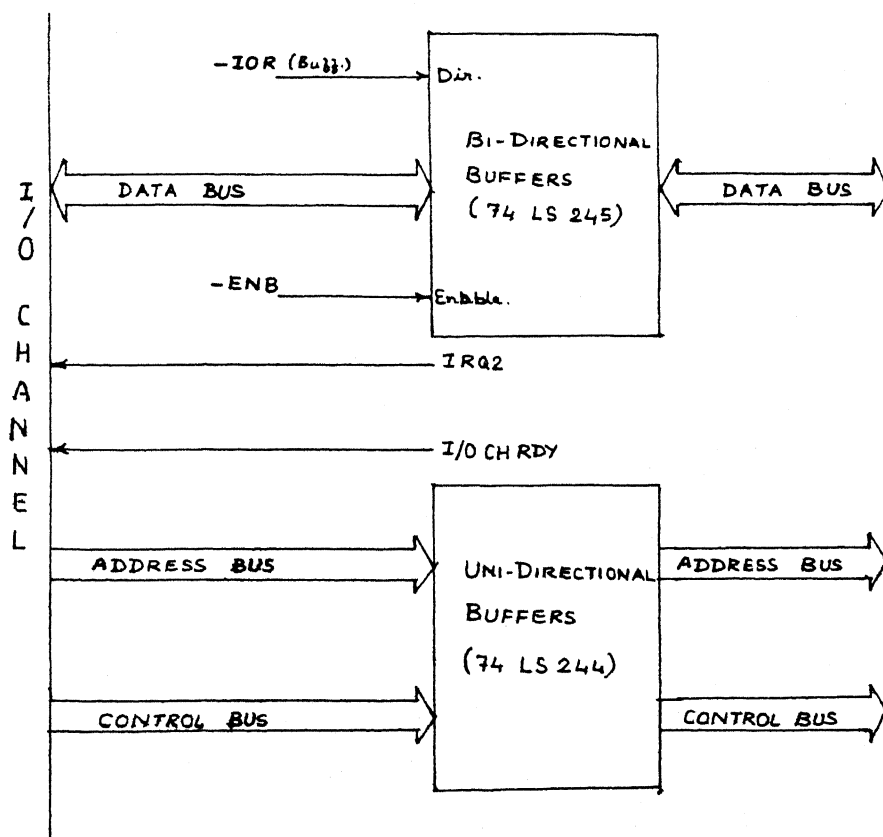 I/O CHANNEL
-IOR (Buff.)
Dir.
BI-DIRECTIONAL
BUFFERS
(74 LS 245)
DATA BUS
DATA BUS
-ENB
Enable.
IRQ2
I/O CH RDY
UNI-DIRECTIONAL
BUFFERS
(74 LS 244)
ADDRESS BUS
ADDRESS BUS
CONTROL BUS
CONTROL BUS